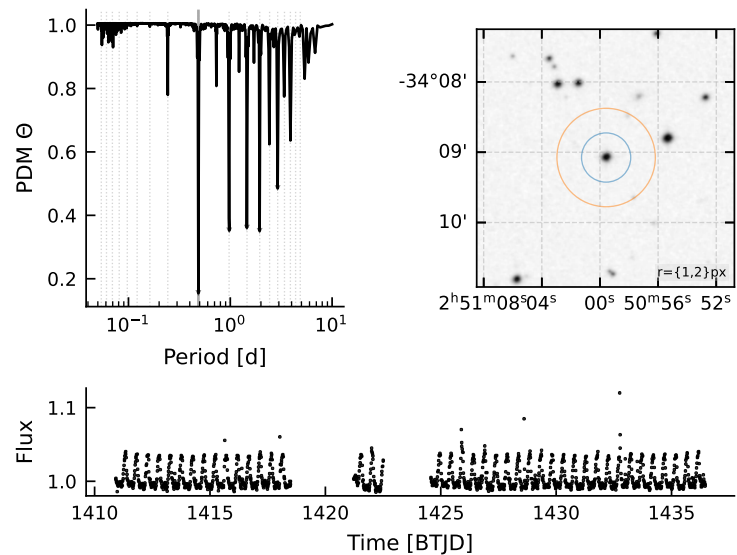 1.0
0.8
0.6
0.4
0.2
PDM Θ
10⁻¹ 10⁰ 10¹
Period [d]
-34°08'
09'
10'
r={1,2}px
2ʰ51ᵐ08ˢ04ˢ 00ˢ 50ᵐ56ˢ 52ˢ
1.1
1.0
Flux
1410 1415 1420 1425 1430 1435
Time [BTJD]